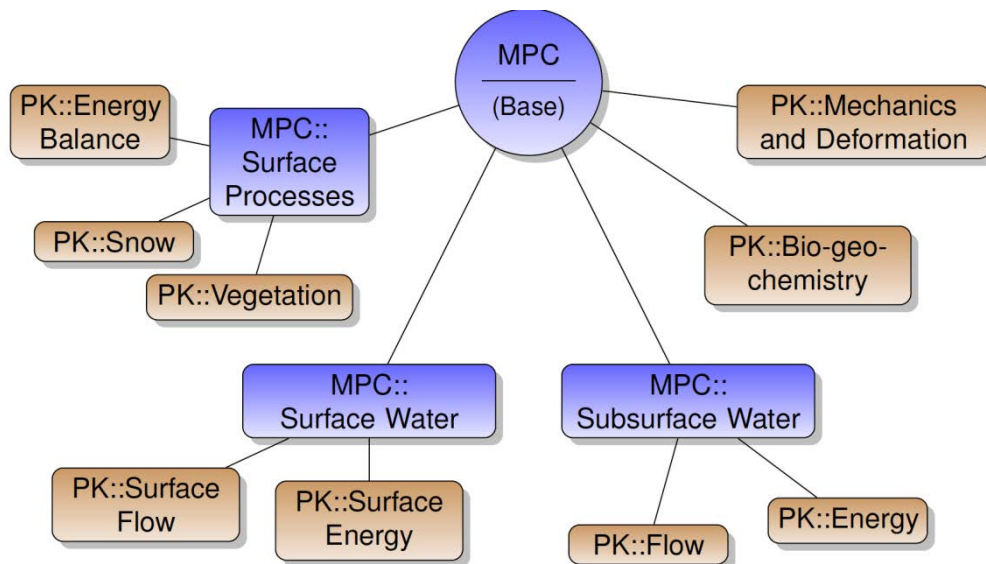 MPC
(Base)
PK::Energy
Balance
MPC::
Surface
Processes
PK::Mechanics
and Deformation
PK::Snow
PK::Vegetation
PK::Bio-geo-
chemistry
MPC::
Surface Water
MPC::
Subsurface Water
PK::Surface
Flow
PK::Surface
Energy
PK::Flow
PK::Energy